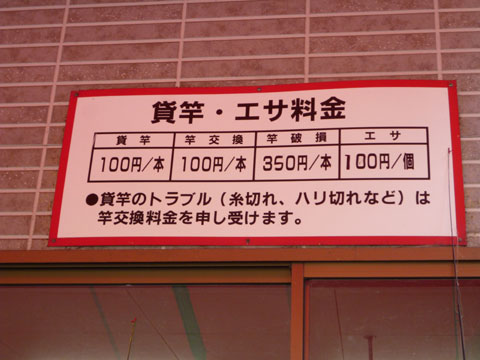 貸竿・エサ料金
貸竿 竿交換 竿破損 エサ
100円/本 100円/本 350円/本 100円/個
●貸竿のトラブル（糸切れ、ハリ切れなど）は
竿交換料金を申し受けます。